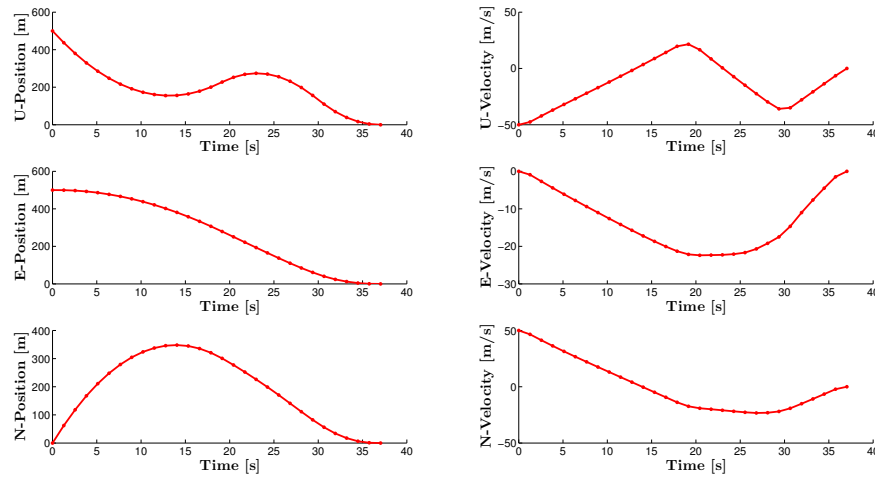 600
400
200
0
U-Position [m]
0 5 10 15 20 25 30 35 40
Time [s]
50
0
−50
U-Velocity [m/s]
0 5 10 15 20 25 30 35 40
Time [s]
600
400
200
0
E-Position [m]
0 5 10 15 20 25 30 35 40
Time [s]
0
−10
−20
−30
E-Velocity [m/s]
0 5 10 15 20 25 30 35 40
Time [s]
400
300
200
100
0
N-Position [m]
0 5 10 15 20 25 30 35 40
Time [s]
50
0
−50
N-Velocity [m/s]
0 5 10 15 20 25 30 35 40
Time [s]